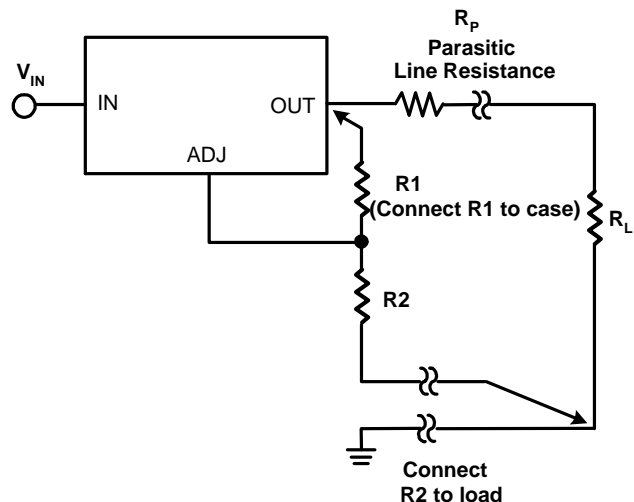 R_P
Parasitic
Line Resistance
V_IN
IN
OUT
ADJ
R1
(Connect R1 to case)
R_L
R2
Connect
R2 to load